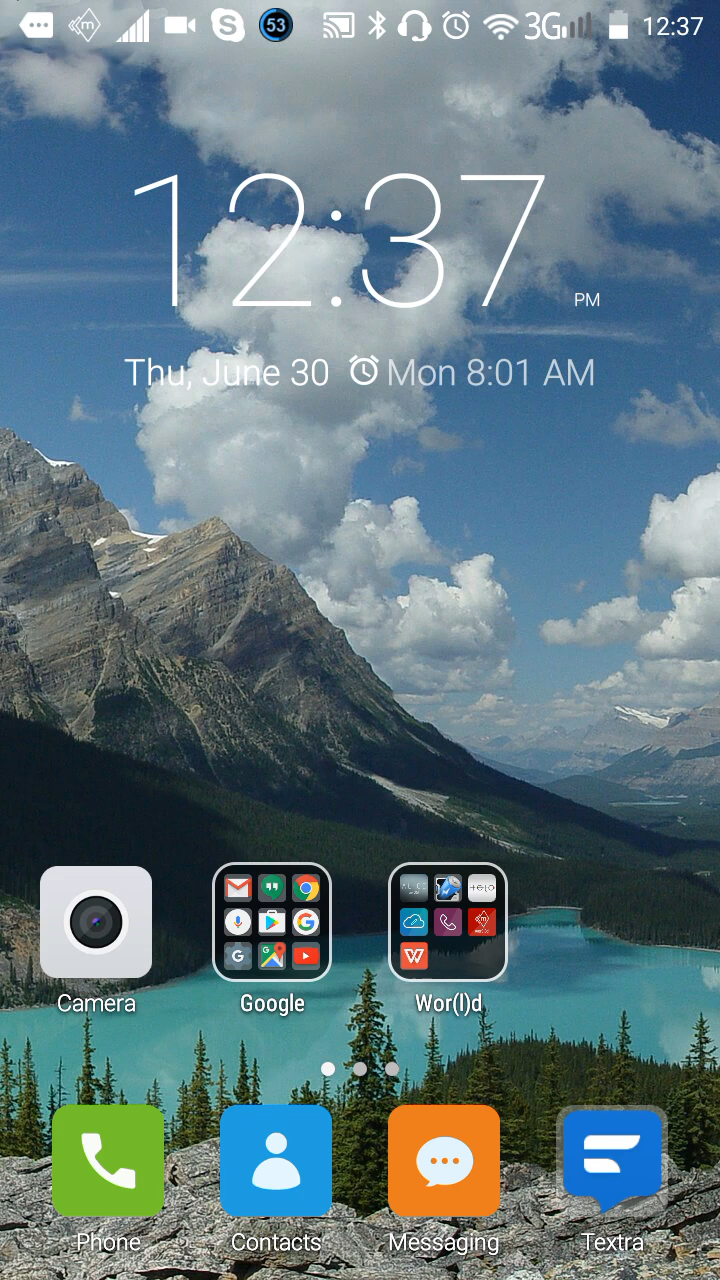 53 3G 12:37
12:37 PM
Thu, June 30 Mon 8:01 AM
Camera Google Wor(l)d
Phone Contacts Messaging Textra